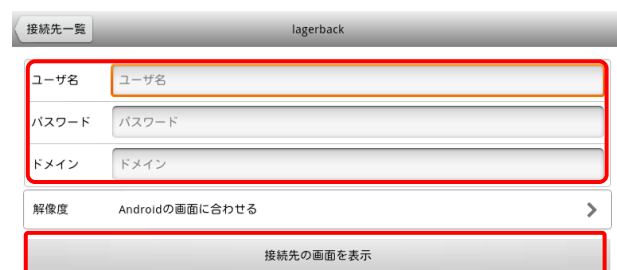 接続先一覧 lagerback
ユーザ名 ユーザ名
パスワード パスワード
ドメイン ドメイン
解像度 Androidの画面に合わせる
接続先の画面を表示